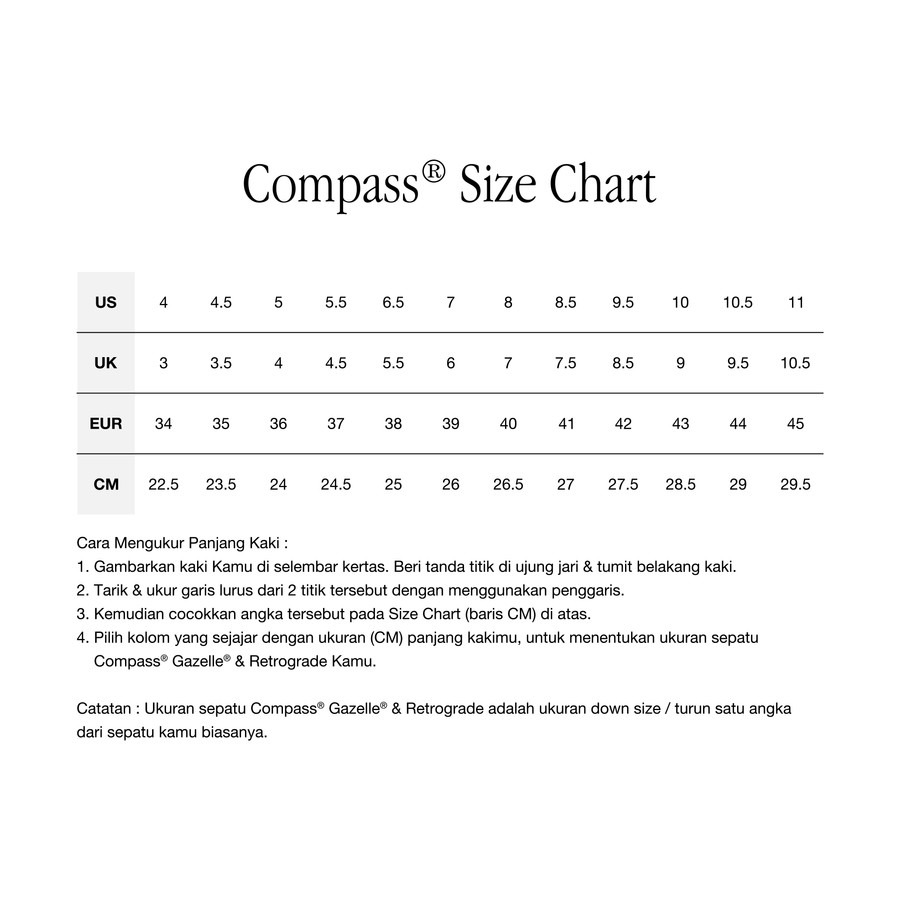 Compass® Size Chart
US 4 4.5 5 5.5 6.5 7 8 8.5 9.5 10 10.5 11
UK 3 3.5 4 4.5 5.5 6 7 7.5 8.5 9 9.5 10.5
EUR 34 35 36 37 38 39 40 41 42 43 44 45
CM 22.5 23.5 24 24.5 25 26 26.5 27 27.5 28.5 29 29.5
Cara Mengukur Panjang Kaki :
1. Gambarkan kaki Kamu di selembar kertas. Beri tanda titik di ujung jari & tumit belakang kaki.
2. Tarik & ukur garis lurus dari 2 titik tersebut dengan menggunakan penggaris.
3. Kemudian cocokkan angka tersebut pada Size Chart (baris CM) di atas.
4. Pilih kolom yang sejajar dengan ukuran (CM) panjang kakimu, untuk menentukan ukuran sepatu
Compass® Gazelle® & Retrograde Kamu.
Catatan : Ukuran sepatu Compass® Gazelle® & Retrograde adalah ukuran down size / turun satu angka
dari sepatu kamu biasanya.